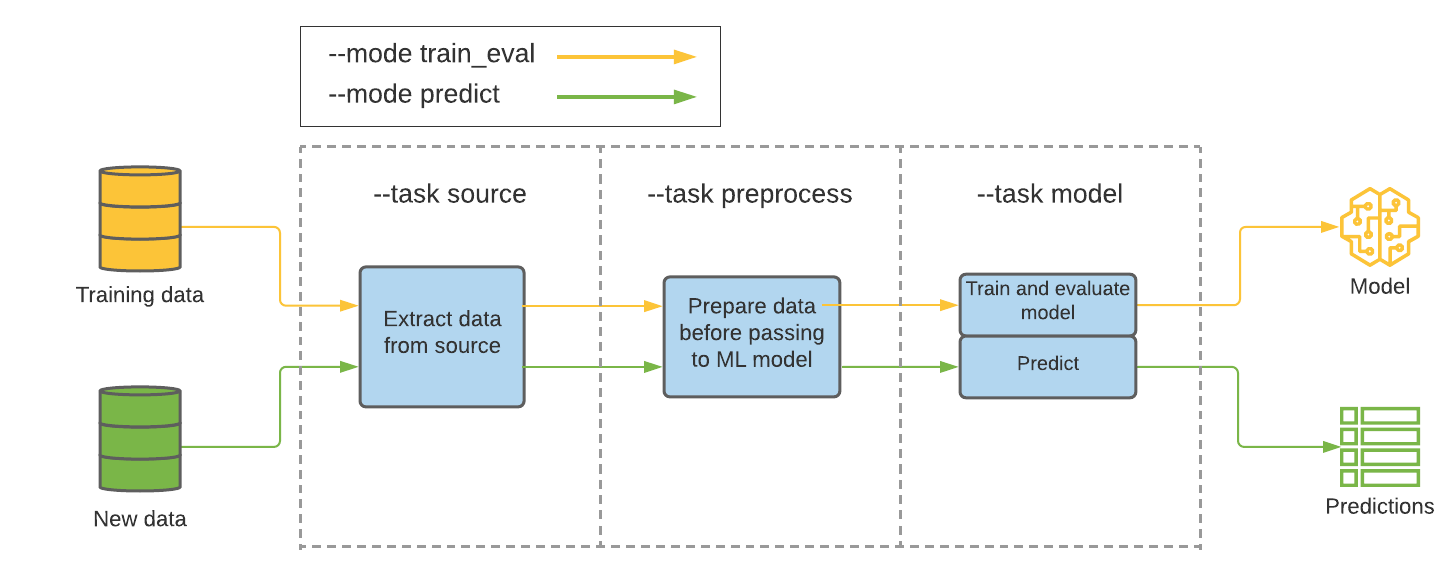 --mode train_eval
--mode predict
--task source
--task preprocess
--task model
Training data
New data
Extract data
from source
Prepare data
before passing
to ML model
Train and evaluate
model
Predict
Model
Predictions